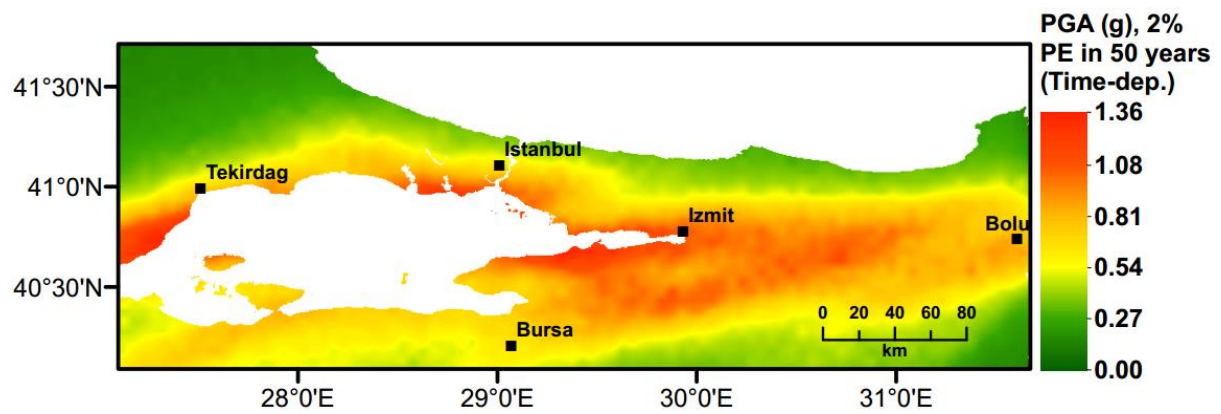 PGA (g), 2%
PE in 50 years
(Time-dep.)
41°30'N
41°0'N
40°30'N
Istanbul
Tekirdag
Izmit
Bolu
Bursa
0 20 40 60 80
km
1.36
1.08
0.81
0.54
0.27
0.00
28°0'E 29°0'E 30°0'E 31°0'E